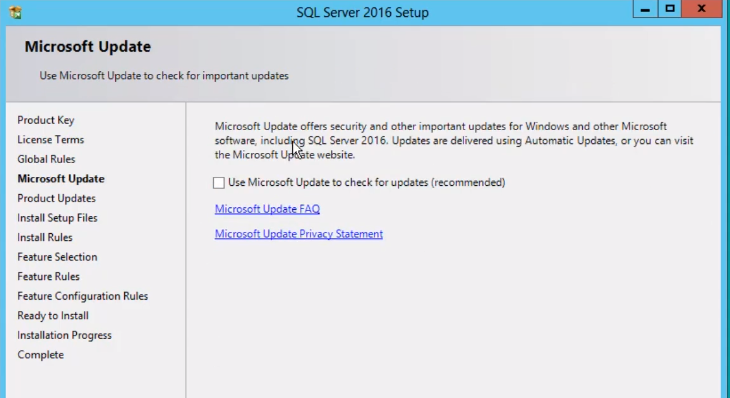 SQL Server 2016 Setup
Microsoft Update
Use Microsoft Update to check for important updates
Product Key
License Terms
Global Rules
Microsoft Update
Product Updates
Install Setup Files
Install Rules
Feature Selection
Feature Rules
Feature Configuration Rules
Ready to Install
Installation Progress
Complete
Microsoft Update offers security and other important updates for Windows and other Microsoft
software, including SQL Server 2016. Updates are delivered using Automatic Updates, or you can visit
the Microsoft Update website.
Use Microsoft Update to check for updates (recommended)
Microsoft Update FAQ
Microsoft Update Privacy Statement